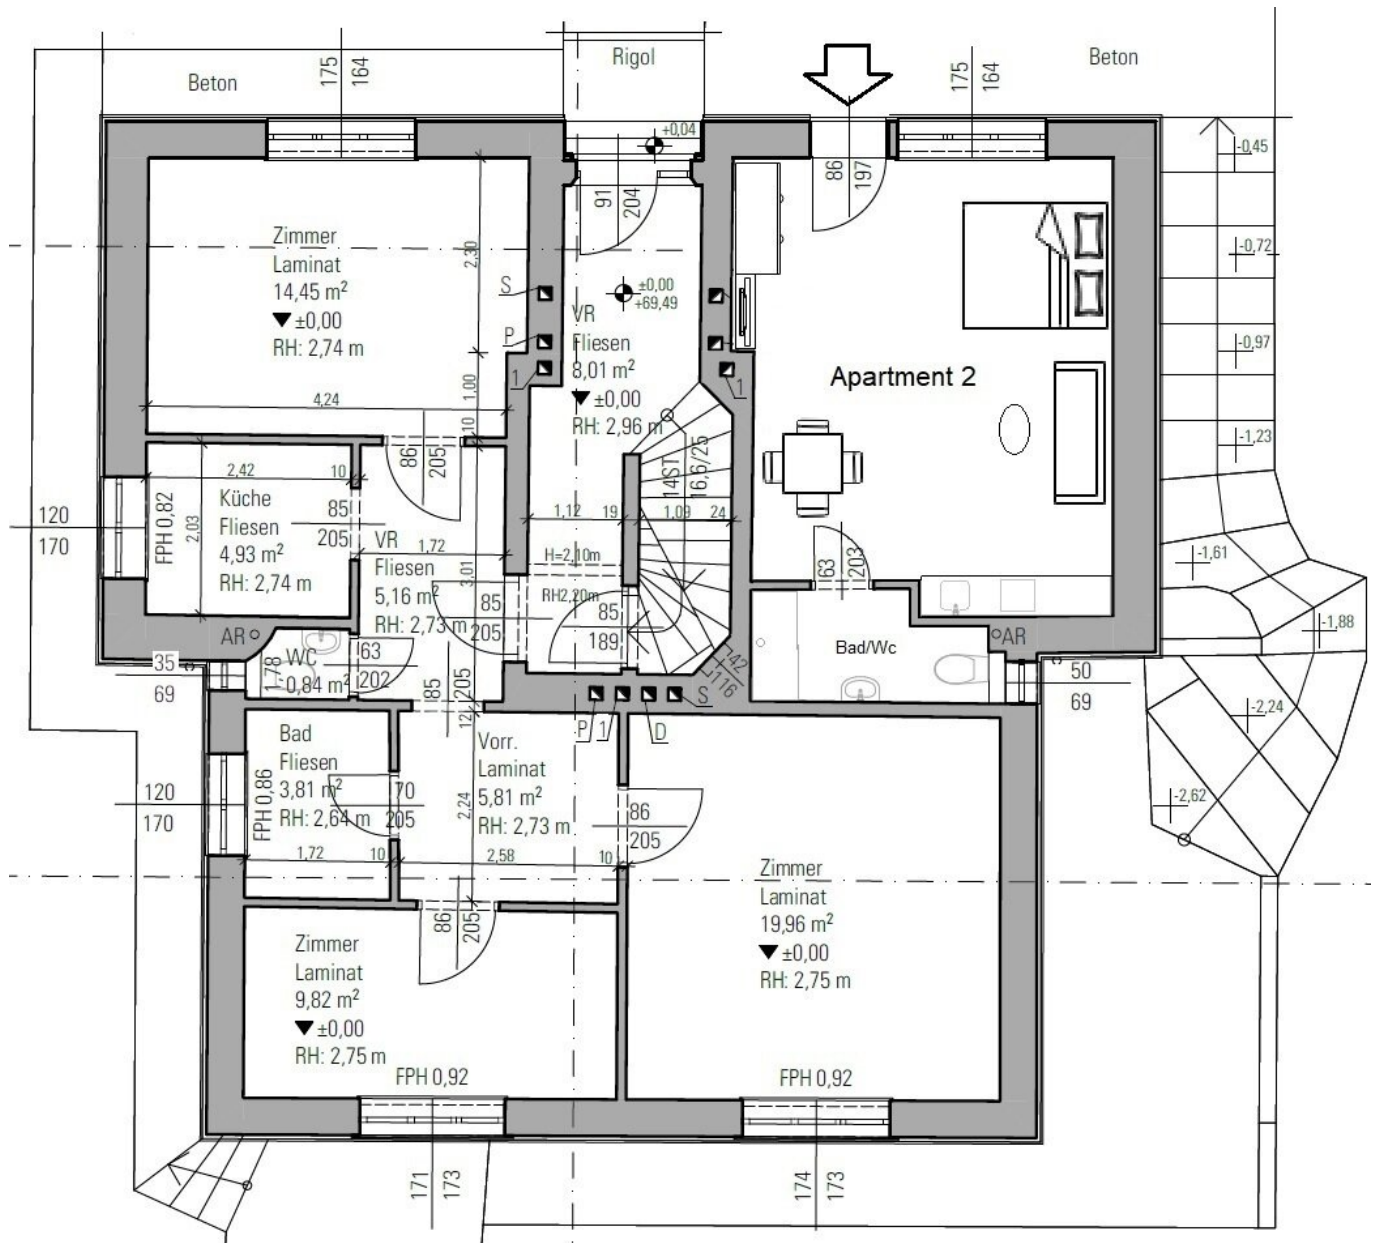 Rigol
Beton
175
164
175
164
Beton
+0,04
86
197
91
204
-0,45
Zimmer
Laminat
14,45 m²
±0,00
RH: 2,74 m
2,30
S
P
1
±0,00
+69,49
VR
Fliesen
8,01 m²
±0,00
RH: 2,96 m
1
-0,72
-0,97
Apartment 2
4,24
1,00
10
86
205
14ST
16,6/25
-1,23
2,42
10
Küche
Fliesen
4,93 m²
RH: 2,74 m
FPH 0,82
2,03
120
170
85
205
VR
Fliesen
5,16 m²
RH: 2,73 m
1,72
3,01
1,12
19
1,09
24
H=2,10m
RH2,20m
85
205
85
189
63
203
-1,61
-1,88
AR
WC
0,84 m²
1,78
63
202
35
69
85
205
12
42
116
Bad/Wc
AR
50
69
P
1
D
S
-2,24
Bad
Fliesen
3,81 m²
RH: 2,64 m
FPH 0,86
120
170
70
205
1,72
10
Vorr.
Laminat
5,81 m²
RH: 2,73 m
2,24
2,58
10
86
205
-2,62
Zimmer
Laminat
19,96 m²
±0,00
RH: 2,75 m
86
205
Zimmer
Laminat
9,82 m²
±0,00
RH: 2,75 m
FPH 0,92
FPH 0,92
171
173
174
173